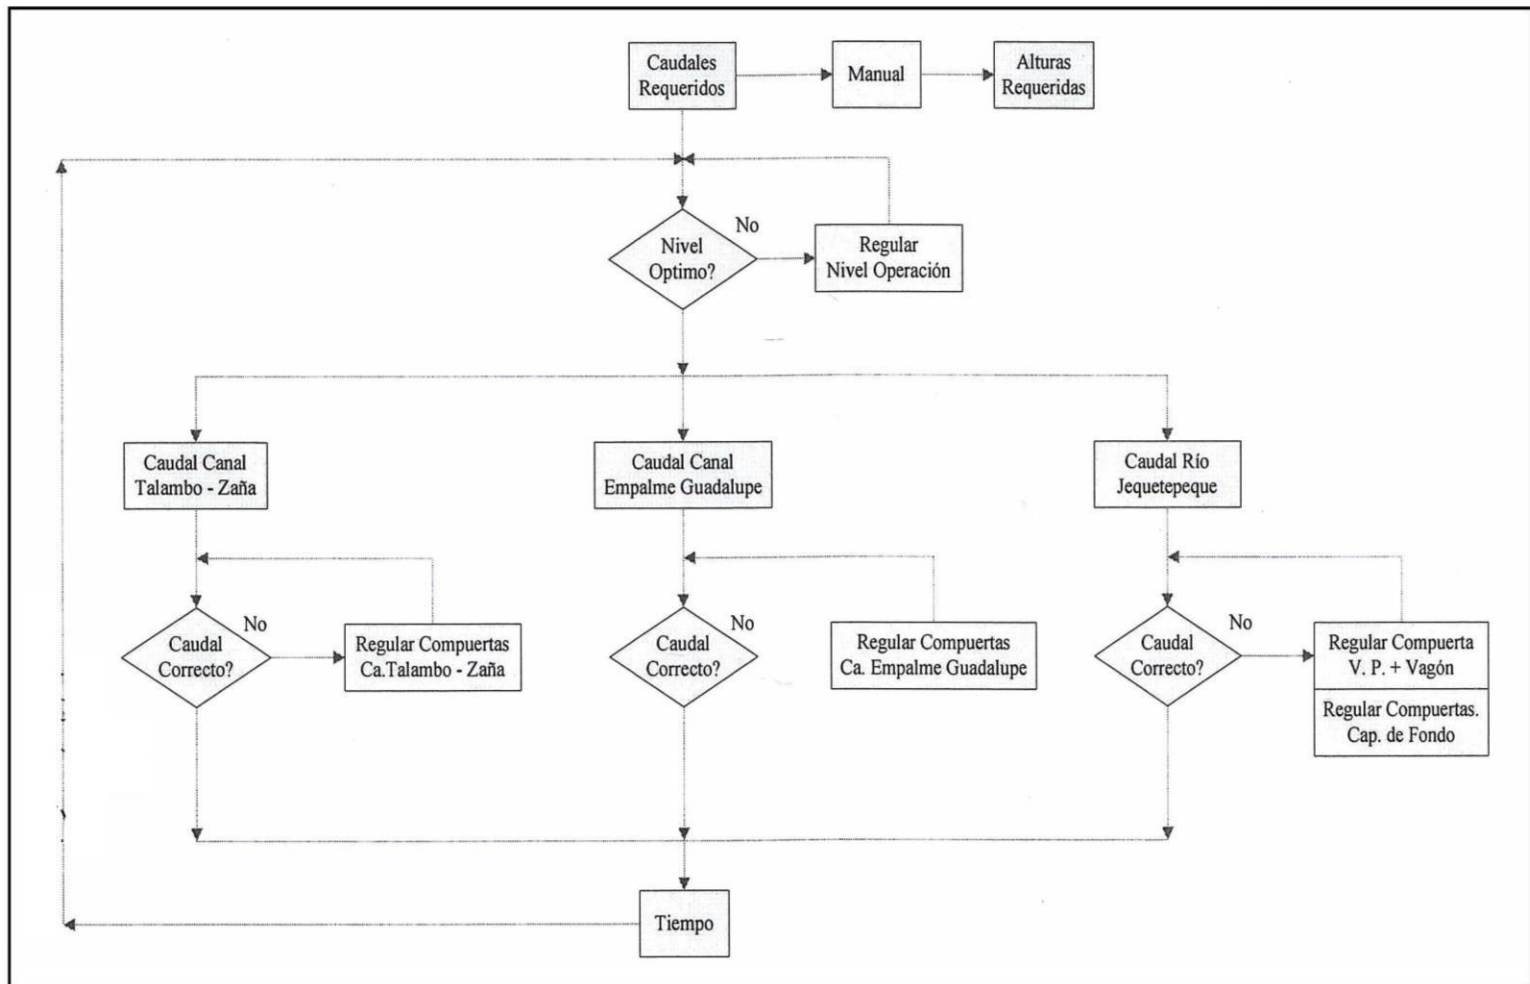 Caudales
Requeridos
Manual
Alturas
Requeridas
Nivel
Optimo?
No
Regular
Nivel Operación
Caudal Canal
Talambo - Zaña
Caudal Canal
Empalme Guadalupe
Caudal Río
Jequetepeque
Caudal
Correcto?
No
Regular Compuertas
Ca.Talambo - Zaña
Caudal
Correcto?
No
Regular Compuertas
Ca. Empalme Guadalupe
Caudal
Correcto?
No
Regular Compuerta
V. P. + Vagón
Regular Compuertas.
Cap. de Fondo
Tiempo